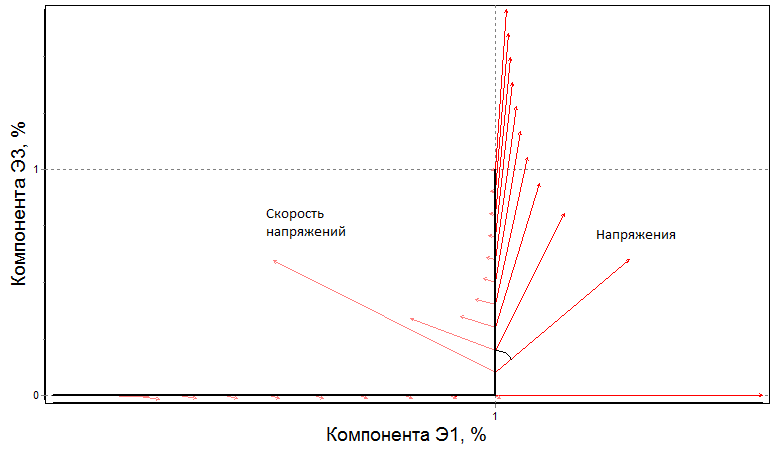 Компонента Э3, %
1
Скорость
напряжений
Напряжения
0
1
Компонента Э1, %